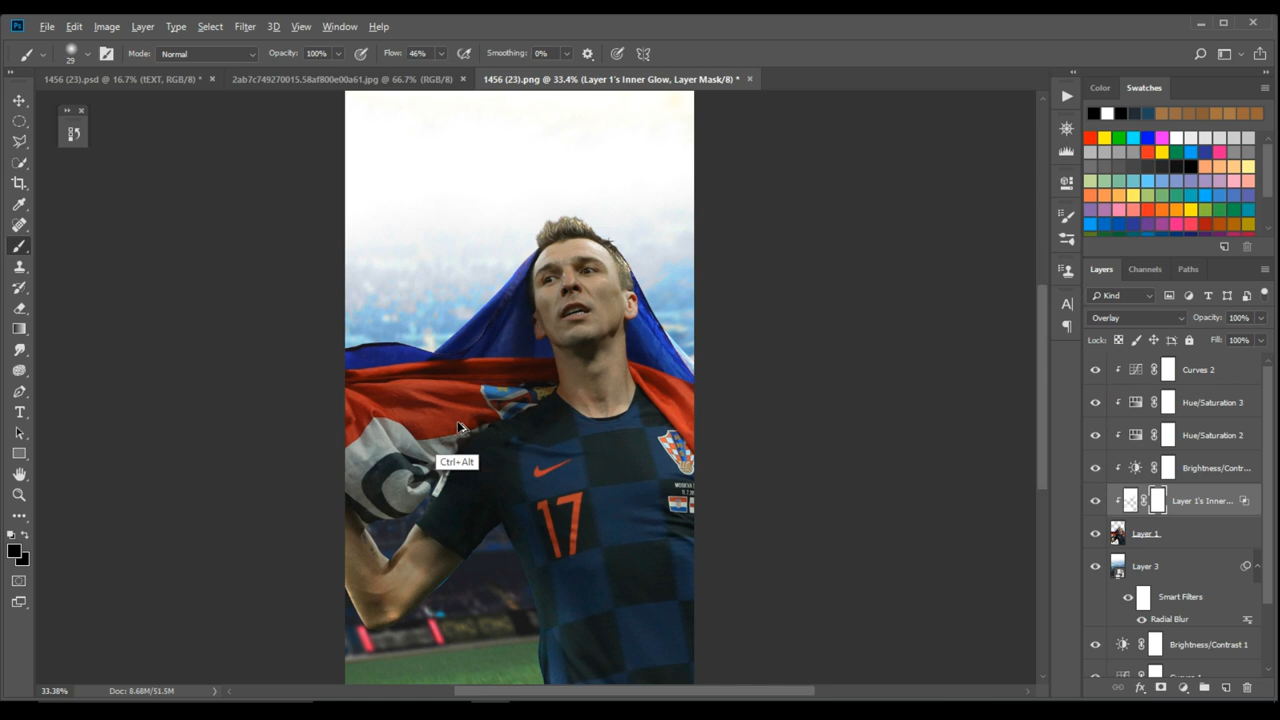 Ps File Edit Image Layer Type Select Filter 3D View Window Help
29 Mode: Normal Opacity: 100% Flow: 46% Smoothing: 0%
1456 (23).psd @ 16.7% (tEXT, RGB/8) * × 2ab7c749270015.58af800e00a61.jpg @ 66.7% (RGB/8) × 1456 (23).png @ 33.4% (Layer 1's Inner Glow, Layer Mask/8) * ×
Color Swatches
Layers Channels Paths
Kind
Overlay Opacity: 100%
Lock: Fill: 100%
Curves 2
Hue/Saturation 3
Hue/Saturation 2
Brightness/Contr...
Layer 1's Inner...
Layer 1
Layer 3
Smart Filters
Radial Blur
Brightness/Contrast 1
Ctrl+Alt
17
33.38% Doc: 8.68M/51.5M